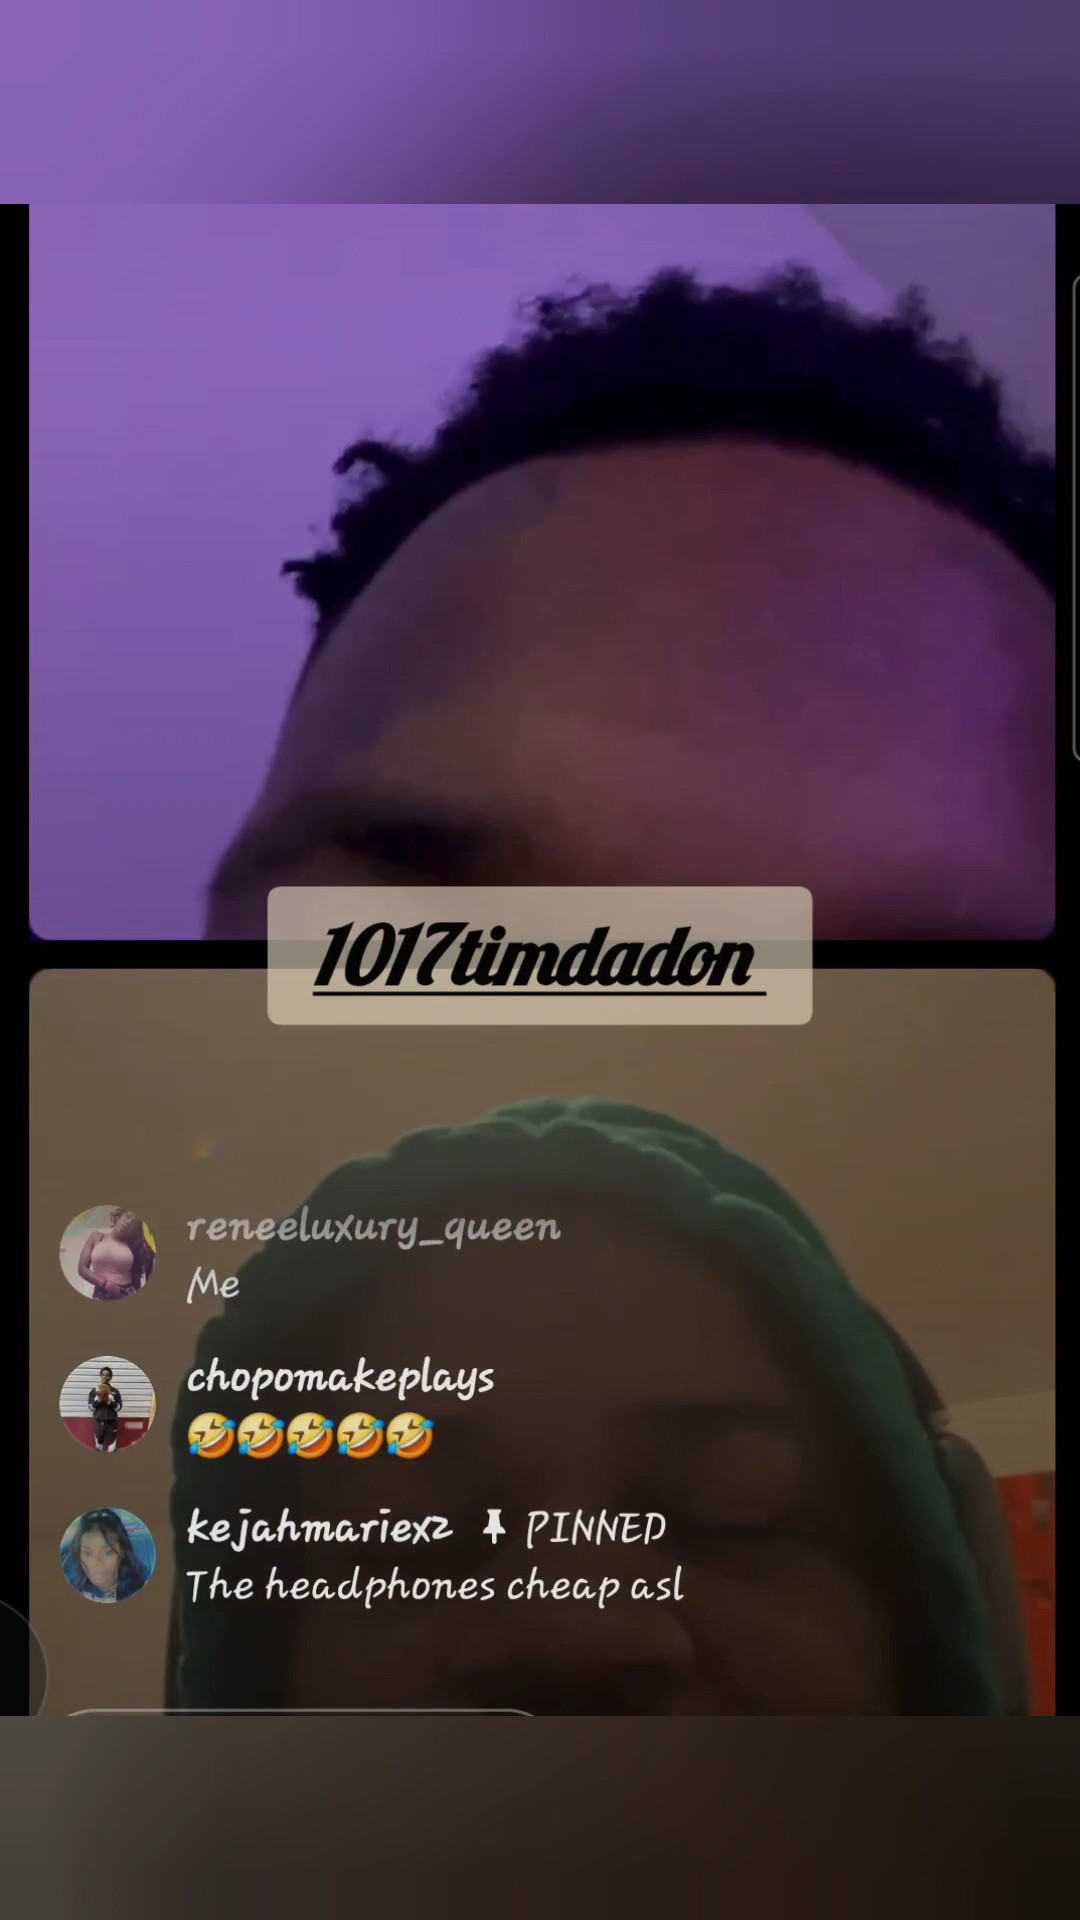 1017timdadon
reneeluxury_queen
Me
chopomakeplays
🤣🤣🤣🤣🤣
kejahmariexz PINNED
The headphones cheap asl